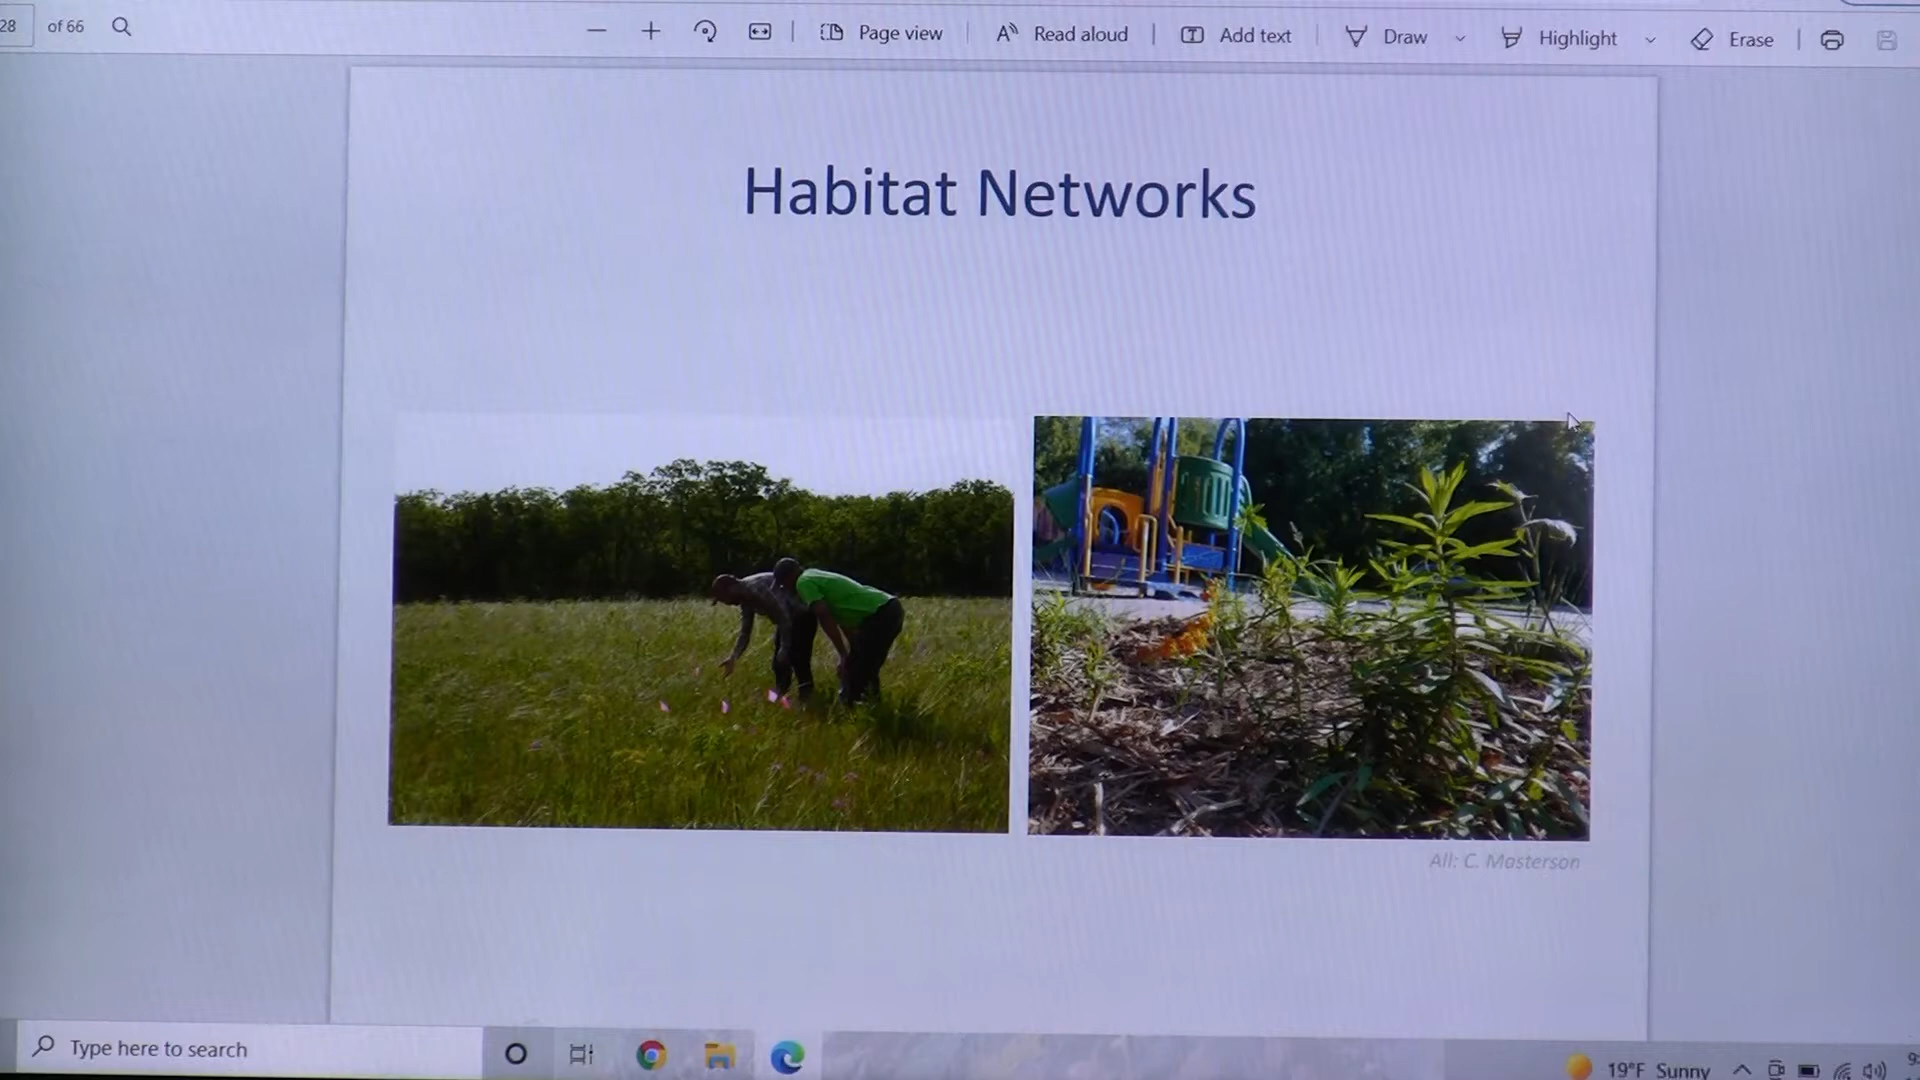 28 of 66
Page view
Read aloud
Add text
Draw
Highlight
Erase
Habitat Networks
All: C. Masterson
Type here to search
19°F Sunny